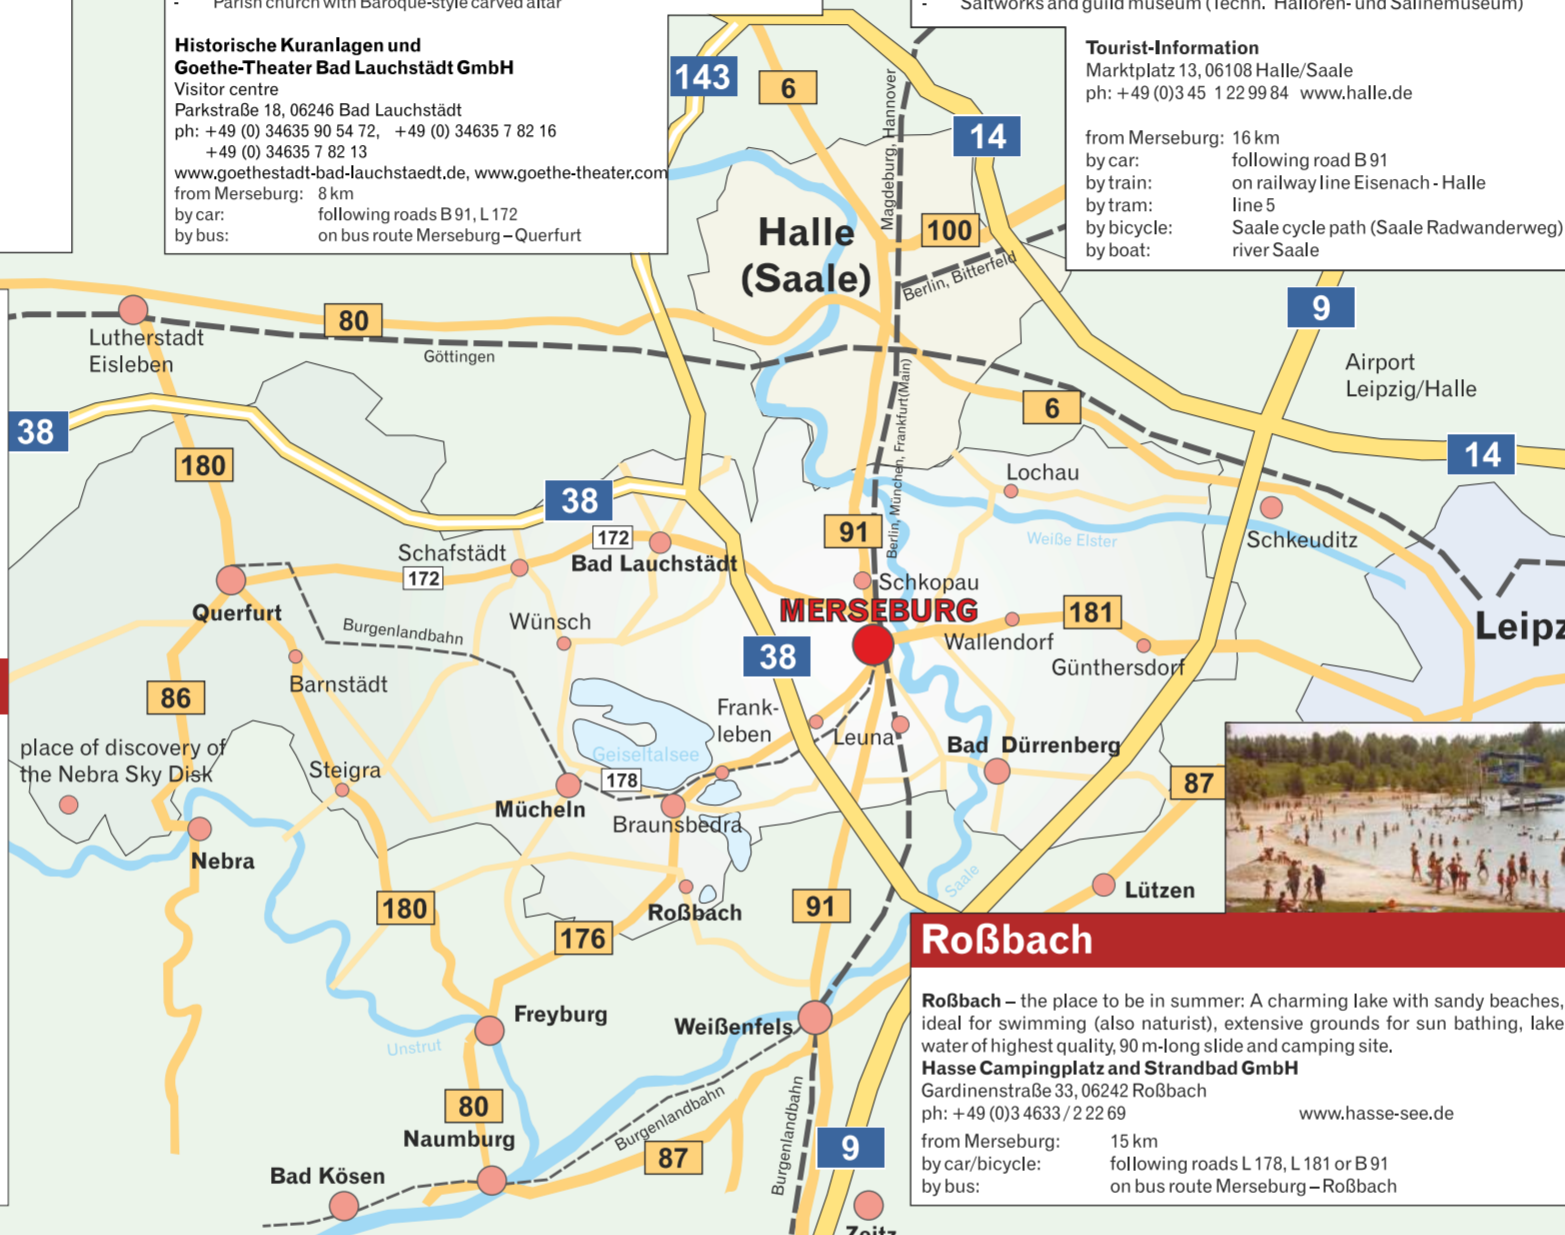 - Parish church with Baroque-style carved altar
Historische Kuranlagen und
Goethe-Theater Bad Lauchstädt GmbH
Visitor centre
Parkstraße 18, 06246 Bad Lauchstädt
ph: +49 (0) 34635 90 54 72, +49 (0) 34635 7 82 16
+49 (0) 34635 7 82 13
www.goethestadt-bad-lauchstaedt.de, www.goethe-theater.com
from Merseburg: 8 km
by car: following roads B 91, L 172
by bus: on bus route Merseburg – Querfurt
- Saltworks and guild museum (Techn. Halloren- und Salinemuseum)
Tourist-Information
Marktplatz 13, 06108 Halle/Saale
ph: +49 (0)3 45 1 22 99 84 www.halle.de
from Merseburg: 16 km
by car: following road B 91
by train: on railway line Eisenach - Halle
by tram: line 5
by bicycle: Saale cycle path (Saale Radwanderweg)
by boat: river Saale
143
6
14
Magdeburg, Hannover
Halle
(Saale)
100
Berlin, Bitterfeld
9
80
Lutherstadt
Eisleben
Göttingen
Airport
Leipzig/Halle
Berlin, München, Frankfurt(Main)
6
38
14
180
38
Lochau
172
91
Weiße Elster
Schkeuditz
Schafstädt
Bad Lauchstädt
172
Schkopau
Querfurt
MERSEBURG
181
Wünsch
Burgenlandbahn
Wallendorf
Leipz
38
Günthersdorf
Barnstädt
86
Frank-
leben
Leuna
Bad Dürrenberg
place of discovery of
the Nebra Sky Disk
Geiseltalsee
Steigra
178
87
Mücheln
Braunsbedra
Nebra
Saale
Lützen
180
91
Roßbach
176
Freyburg
Weißenfels
Unstrut
80
Burgenlandbahn
Burgenlandbahn
Naumburg
87
9
Bad Kösen
Zeitz
Roßbach
Roßbach – the place to be in summer: A charming lake with sandy beaches,
ideal for swimming (also naturist), extensive grounds for sun bathing, lake
water of highest quality, 90 m-long slide and camping site.
Hasse Campingplatz and Strandbad GmbH
Gardinenstraße 33, 06242 Roßbach
ph: +49 (0)3 4633 / 2 22 69 www.hasse-see.de
from Merseburg: 15 km
by car/bicycle: following roads L 178, L 181 or B 91
by bus: on bus route Merseburg – Roßbach